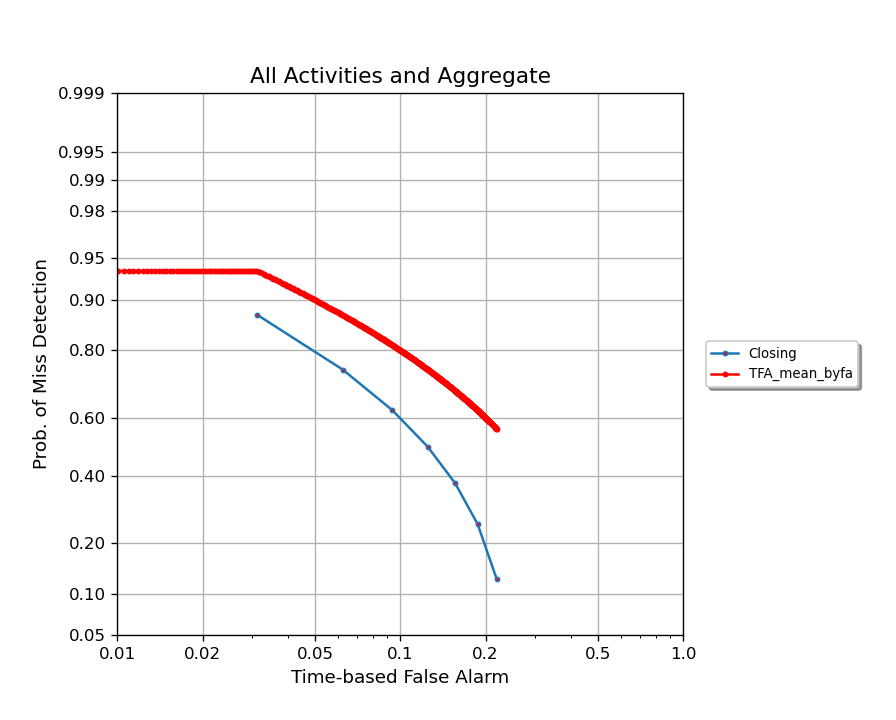 All Activities and Aggregate
0.999
0.995
0.99
0.98
0.95
0.90
0.80
0.60
0.40
0.20
0.10
0.05
Prob. of Miss Detection
0.01 0.02 0.05 0.1 0.2 0.5 1.0
Time-based False Alarm
Closing
TFA_mean_byfa